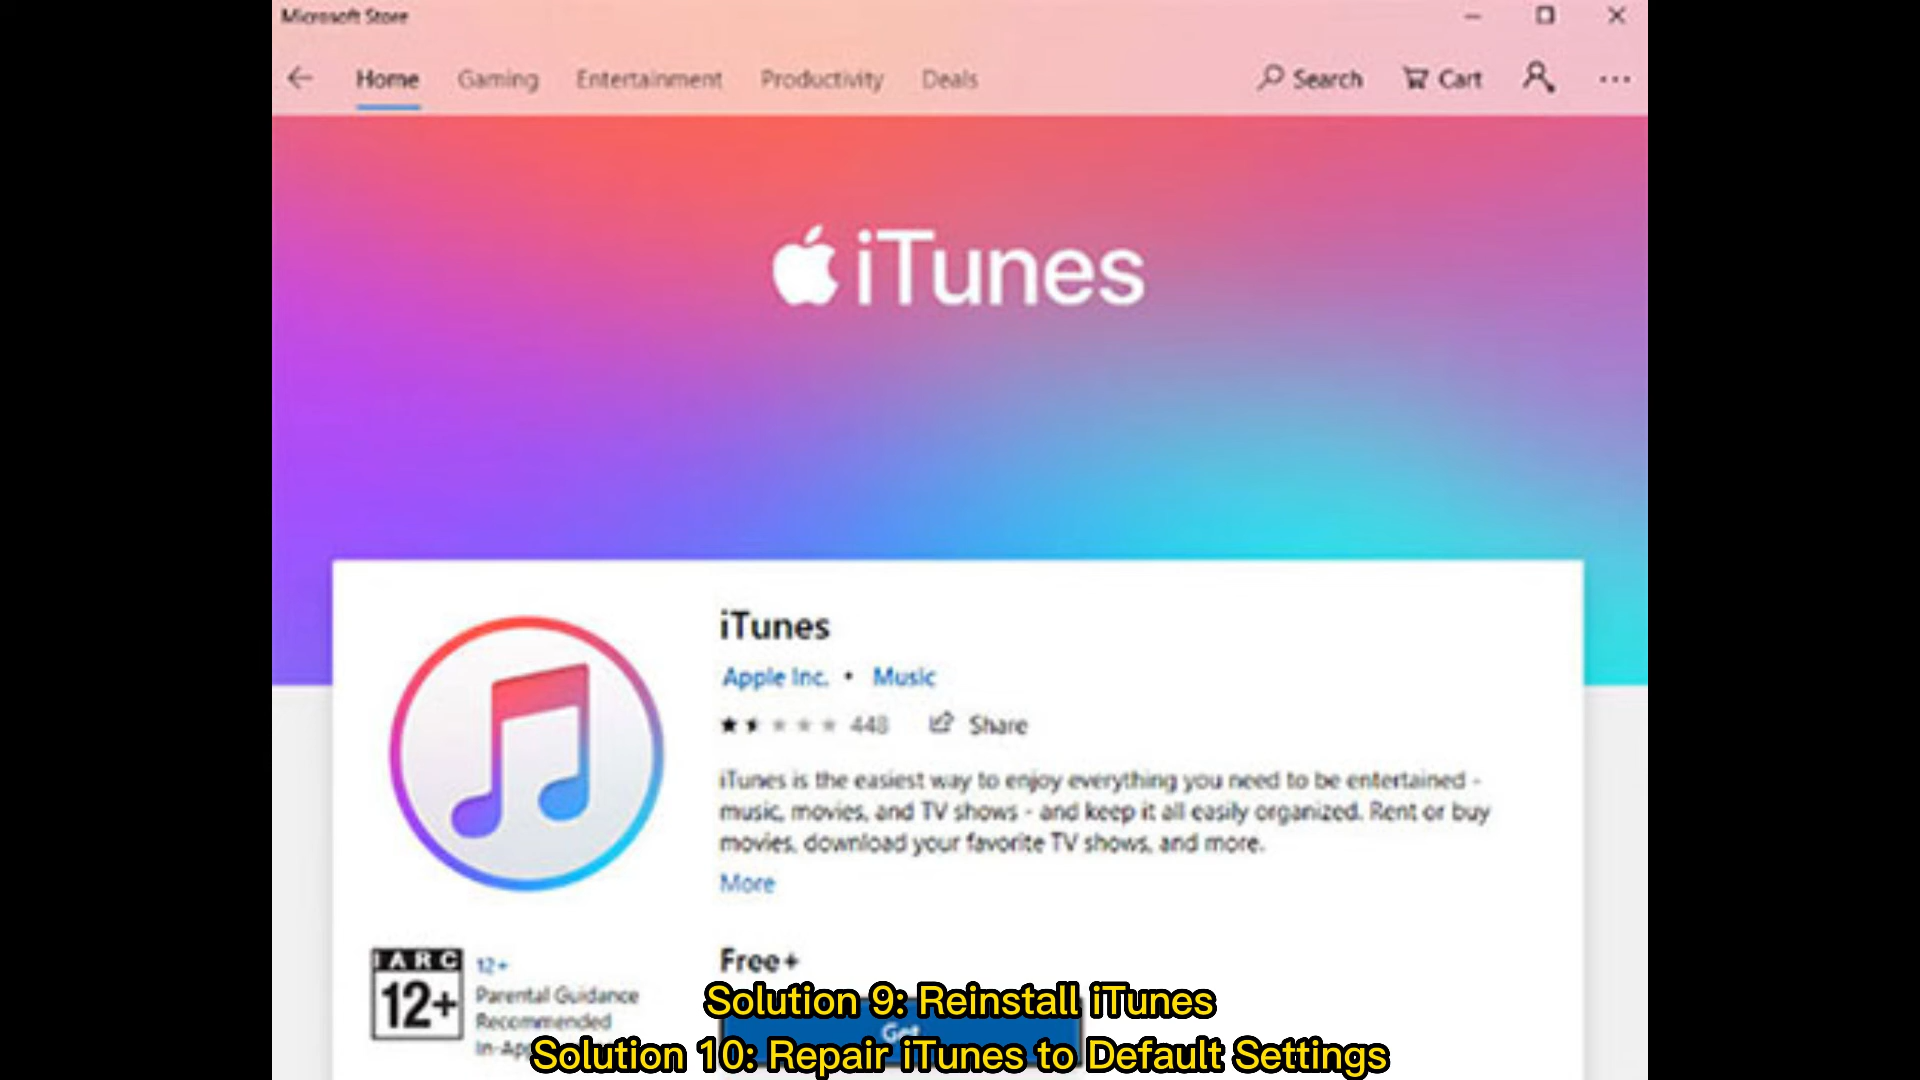 Microsoft Store
Home Gaming Entertainment Productivity Deals Search Cart
iTunes
iTunes
Apple Inc. • Music
448 Share
iTunes is the easiest way to enjoy everything you need to be entertained -
music, movies, and TV shows - and keep it all easily organized. Rent or buy
movies, download your favorite TV shows, and more.
More
IARC
12+
12+
Parental Guidance
Recommended
Free+
Get
Solution 9: Reinstall iTunes
Solution 10: Repair iTunes to Default Settings